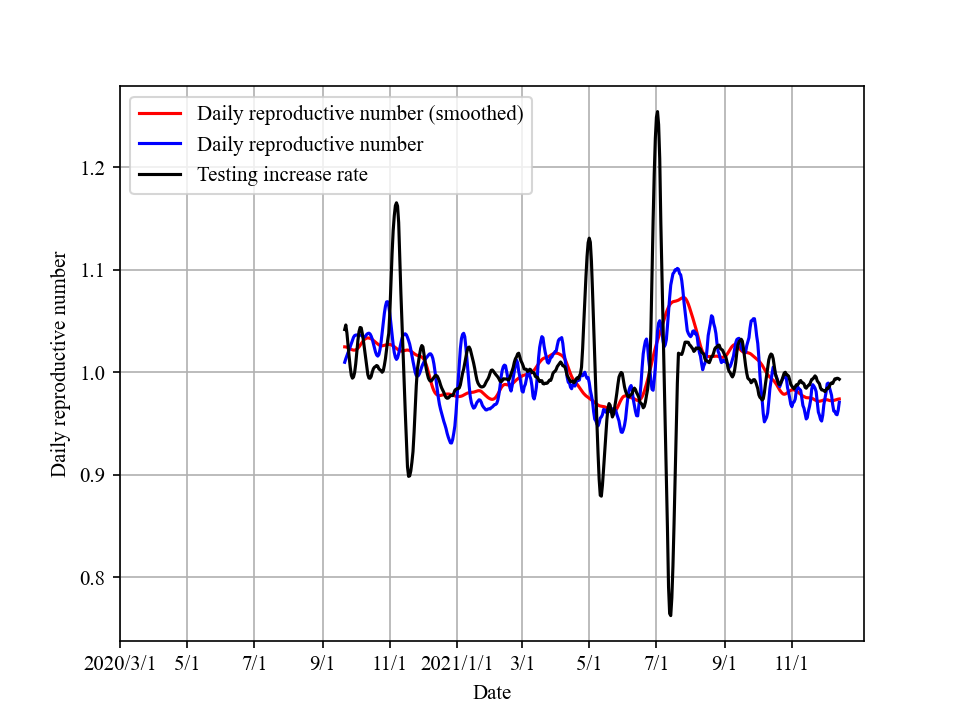 Daily reproductive number (smoothed)
Daily reproductive number
Testing increase rate
Daily reproductive number
1.2
1.1
1.0
0.9
0.8
2020/3/1 5/1 7/1 9/1 11/1 2021/1/1 3/1 5/1 7/1 9/1 11/1
Date